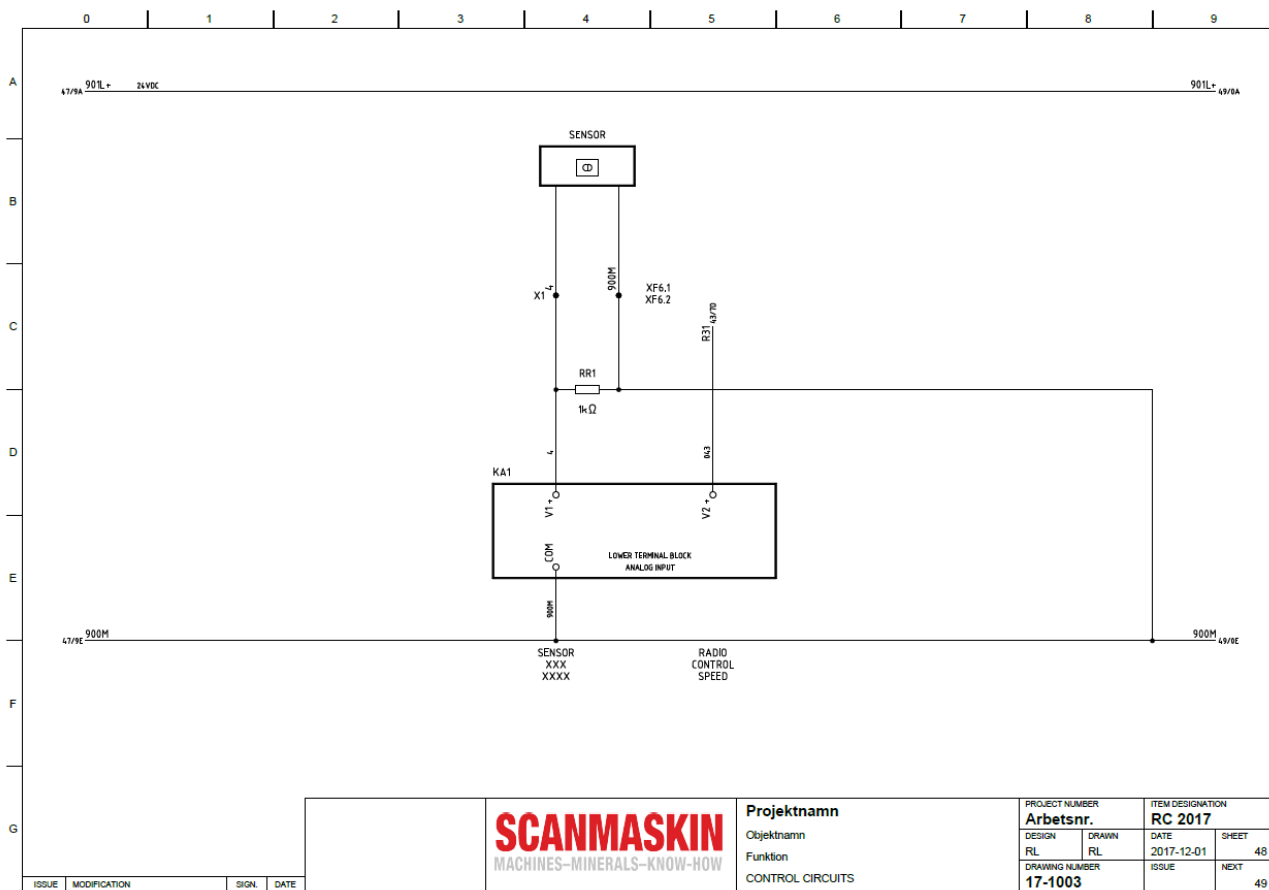 0 1 2 3 4 5 6 7 8 9
A
47/9A 901L+ 24VDC 901L+ 49/0A
SENSOR
B
X1 4 900M XF6.1
XF6.2
C
R31 43/7D
RR1
1kΩ
D
4 043
KA1
V1 + V2 +
COM LOWER TERMINAL BLOCK
ANALOG INPUT
E
900M
47/9E 900M 900M 49/0E
SENSOR
XXX
XXXX
RADIO
CONTROL
SPEED
F
G
ISSUE MODIFICATION SIGN. DATE
SCANMASKIN
MACHINES–MINERALS–KNOW-HOW
Projektnamn
Objektnamn
Funktion
CONTROL CIRCUITS
PROJECT NUMBER ITEM DESIGNATION
Arbetsnr. RC 2017
DESIGN DRAWN DATE SHEET
RL RL 2017-12-01 48
DRAWING NUMBER ISSUE NEXT
17-1003 49